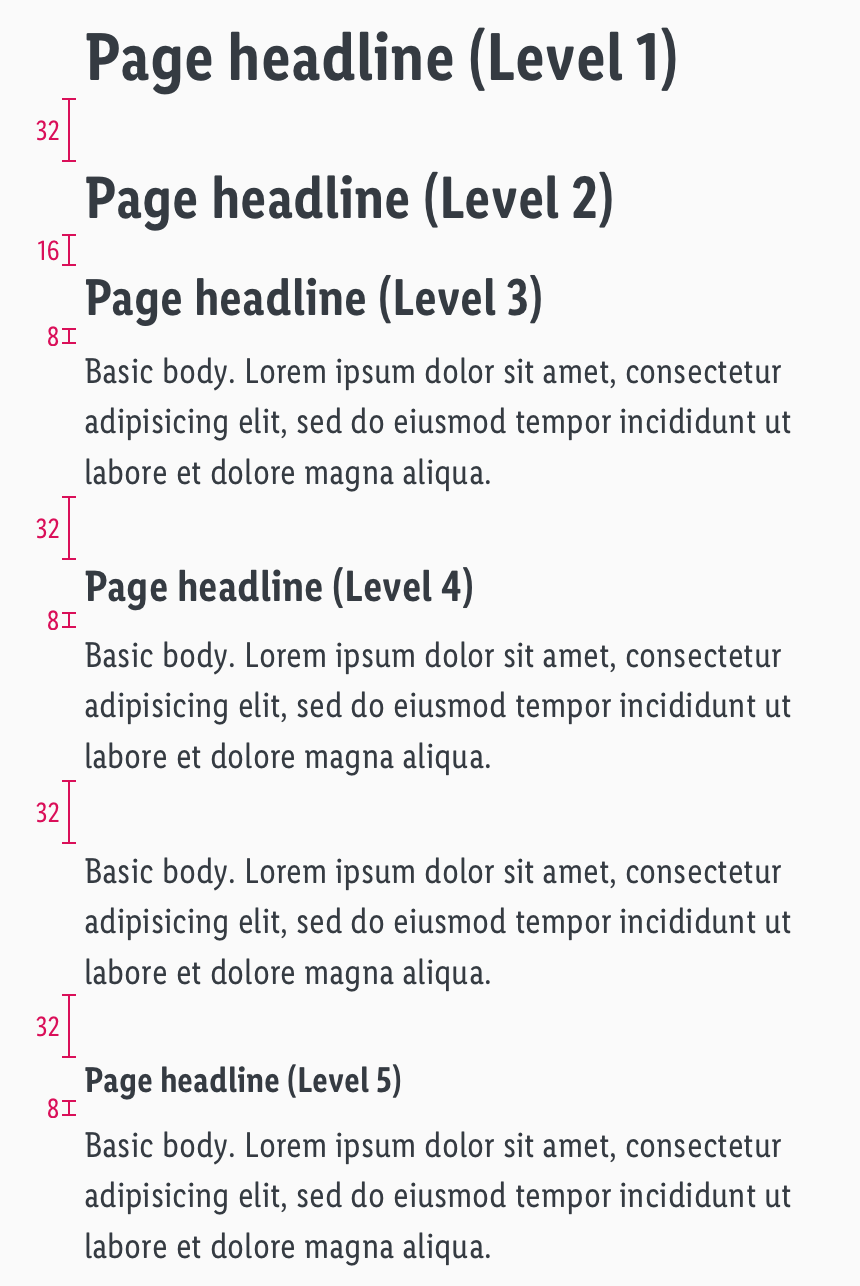 Page headline (Level 1)
32
Page headline (Level 2)
16
Page headline (Level 3)
8
Basic body. Lorem ipsum dolor sit amet, consectetur
adipisicing elit, sed do eiusmod tempor incididunt ut
labore et dolore magna aliqua.
32
Page headline (Level 4)
8
Basic body. Lorem ipsum dolor sit amet, consectetur
adipisicing elit, sed do eiusmod tempor incididunt ut
labore et dolore magna aliqua.
32
Basic body. Lorem ipsum dolor sit amet, consectetur
adipisicing elit, sed do eiusmod tempor incididunt ut
labore et dolore magna aliqua.
32
Page headline (Level 5)
8
Basic body. Lorem ipsum dolor sit amet, consectetur
adipisicing elit, sed do eiusmod tempor incididunt ut
labore et dolore magna aliqua.